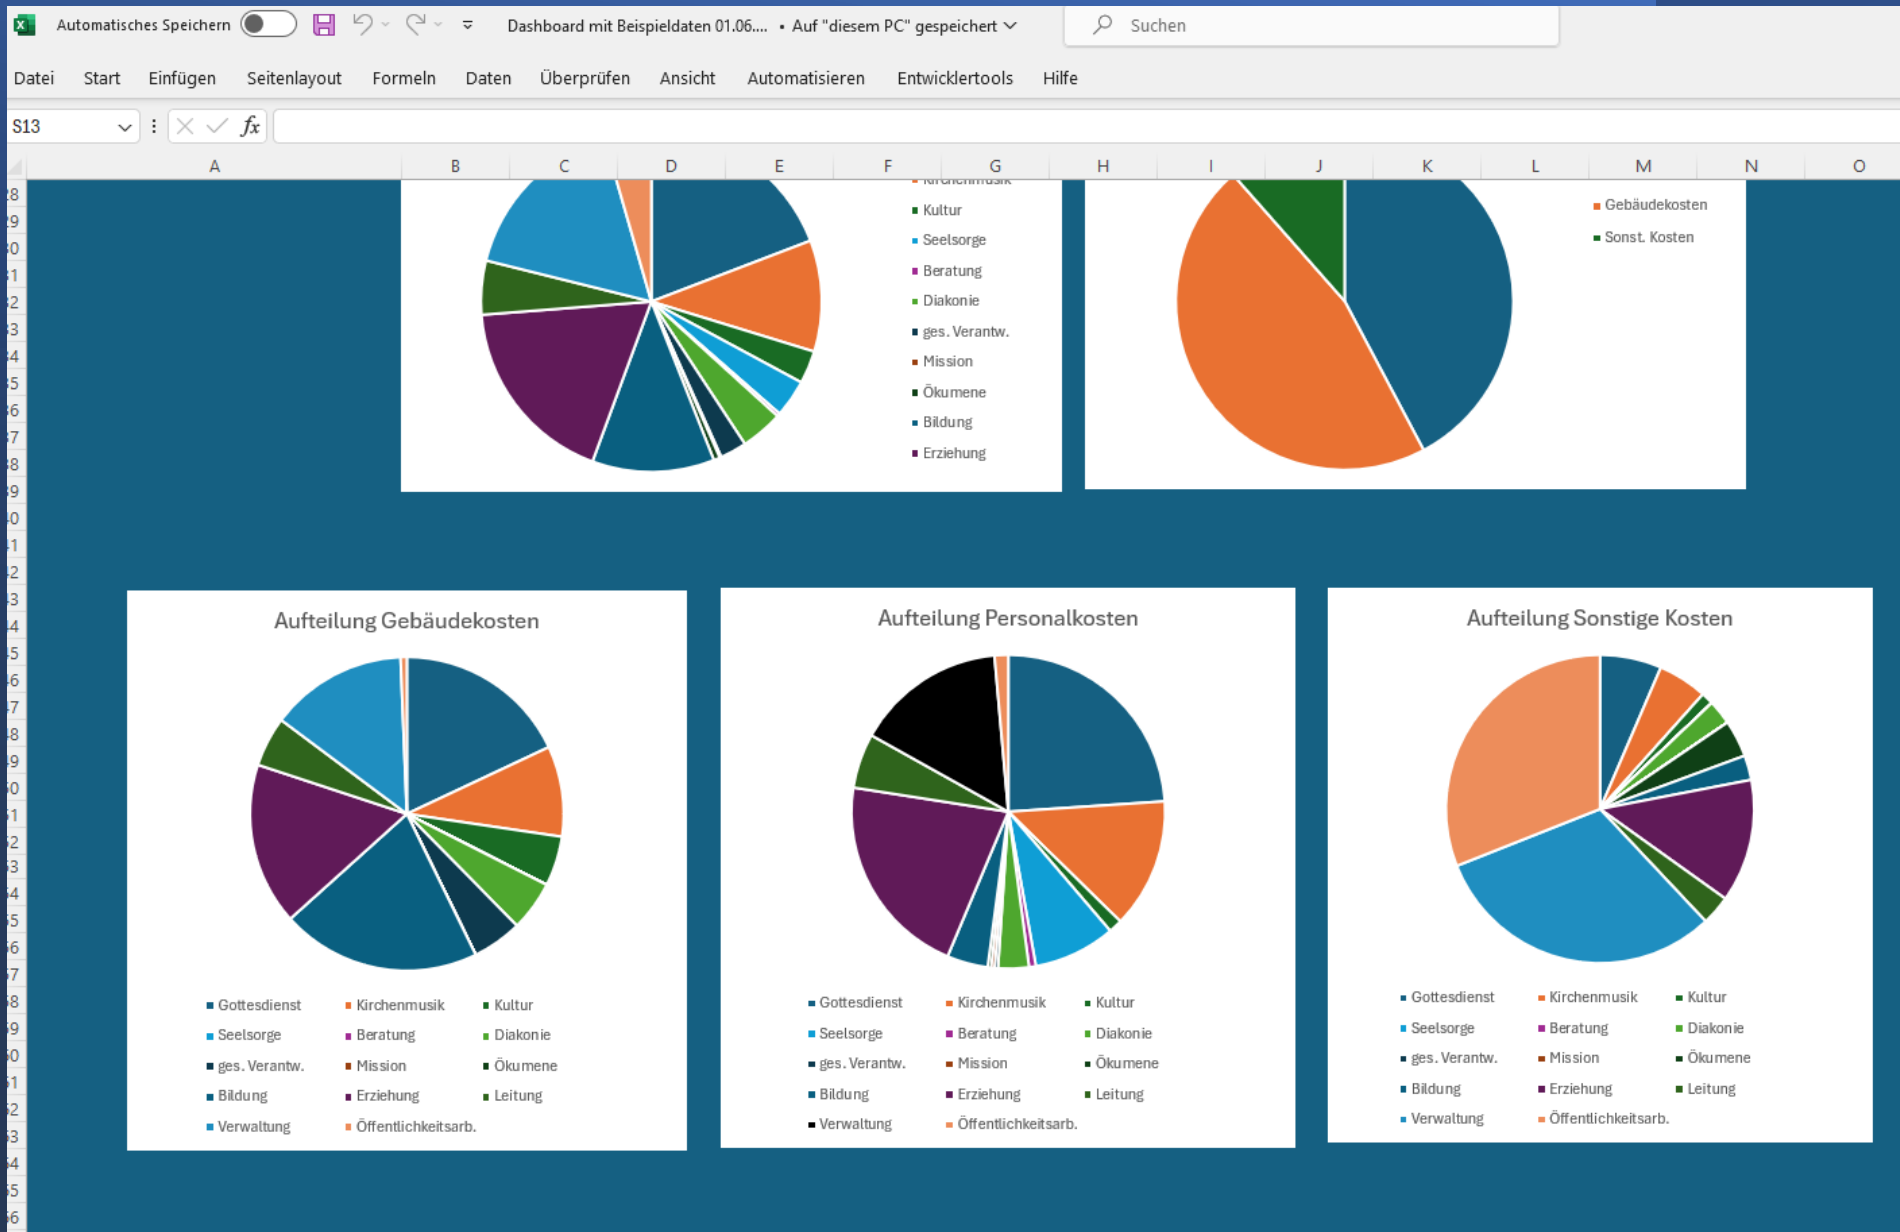 Automatisches Speichern Dashboard mit Beispieldaten 01.06.... • Auf "diesem PC" gespeichert Suchen
Datei Start Einfügen Seitenlayout Formeln Daten Überprüfen Ansicht Automatisieren Entwicklertools Hilfe
S13 fx
A B C D E F G H I J K L M N O
Kirchenmusik
Kultur
Seelsorge
Beratung
Diakonie
ges. Verantw.
Mission
Ökumene
Bildung
Erziehung
Gebäudekosten
Sonst. Kosten
Aufteilung Gebäudekosten
Gottesdienst Kirchenmusik Kultur
Seelsorge Beratung Diakonie
ges. Verantw. Mission Ökumene
Bildung Erziehung Leitung
Verwaltung Öffentlichkeitsarb.
Aufteilung Personalkosten
Gottesdienst Kirchenmusik Kultur
Seelsorge Beratung Diakonie
ges. Verantw. Mission Ökumene
Bildung Erziehung Leitung
Verwaltung Öffentlichkeitsarb.
Aufteilung Sonstige Kosten
Gottesdienst Kirchenmusik Kultur
Seelsorge Beratung Diakonie
ges. Verantw. Mission Ökumene
Bildung Erziehung Leitung
Verwaltung Öffentlichkeitsarb.